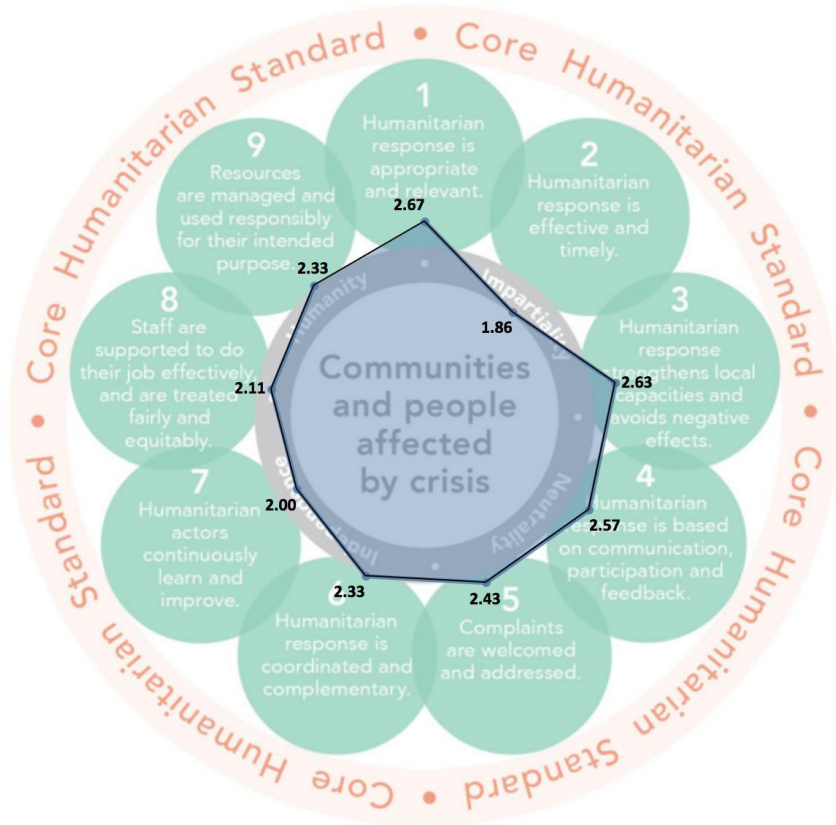 Core Humanitarian Standard
Core Humanitarian Standard
Core Humanitarian Standard
Core Humanitarian Standard
1
Humanitarian
response is
appropriate
and relevant.
2.67
2
Humanitarian
response is
effective and
timely.
1.86
3
Humanitarian
response
strengthens local
capacities and
avoids negative
effects.
2.63
4
Humanitarian
response is based
on communication,
participation and
feedback.
2.57
5
Complaints
are welcomed
and addressed.
2.43
6
Humanitarian
response is
coordinated and
complementary.
2.33
7
Humanitarian
actors
continuously
learn and
improve.
2.00
8
Staff are
supported to do
their job effectively,
and are treated
fairly and
equitably.
2.11
9
Resources
are managed and
used responsibly
for their intended
purpose.
2.33
Humanity
Impartiality
Neutrality
Independence
Communities
and people
affected
by crisis